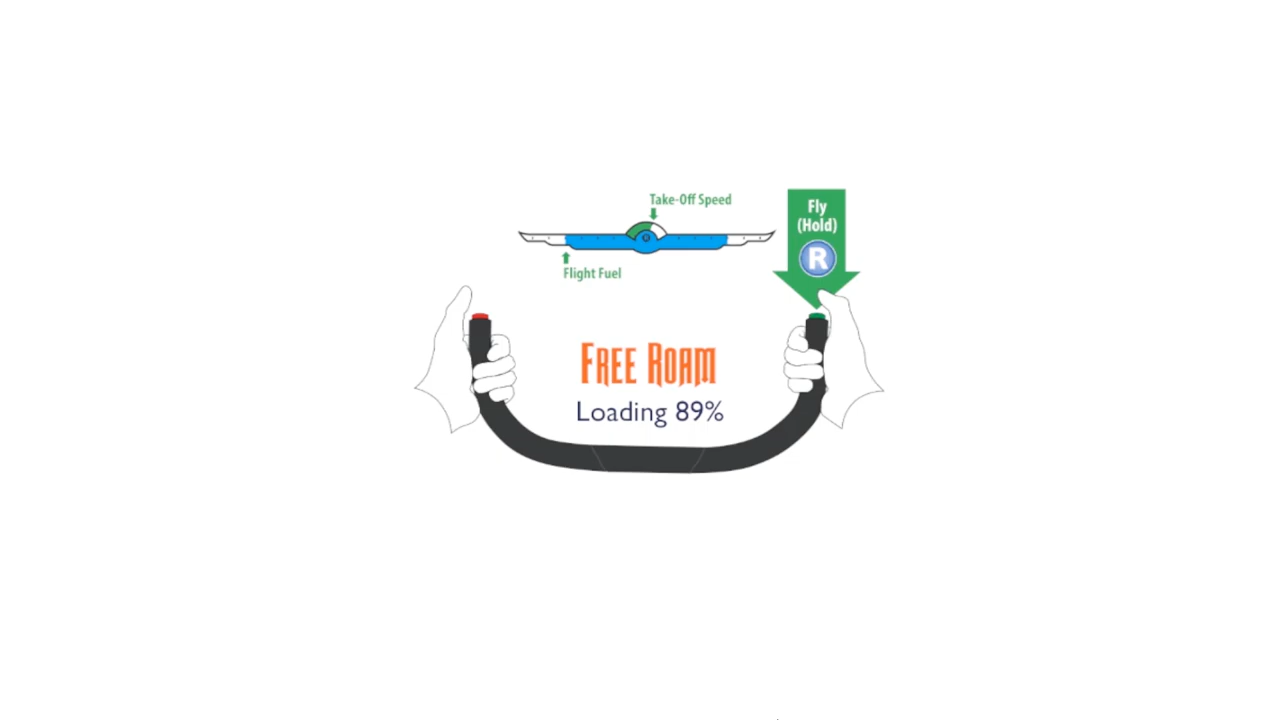 Take-Off Speed
Fly
(Hold)
R
Flight Fuel
FREE ROAM
Loading 89%